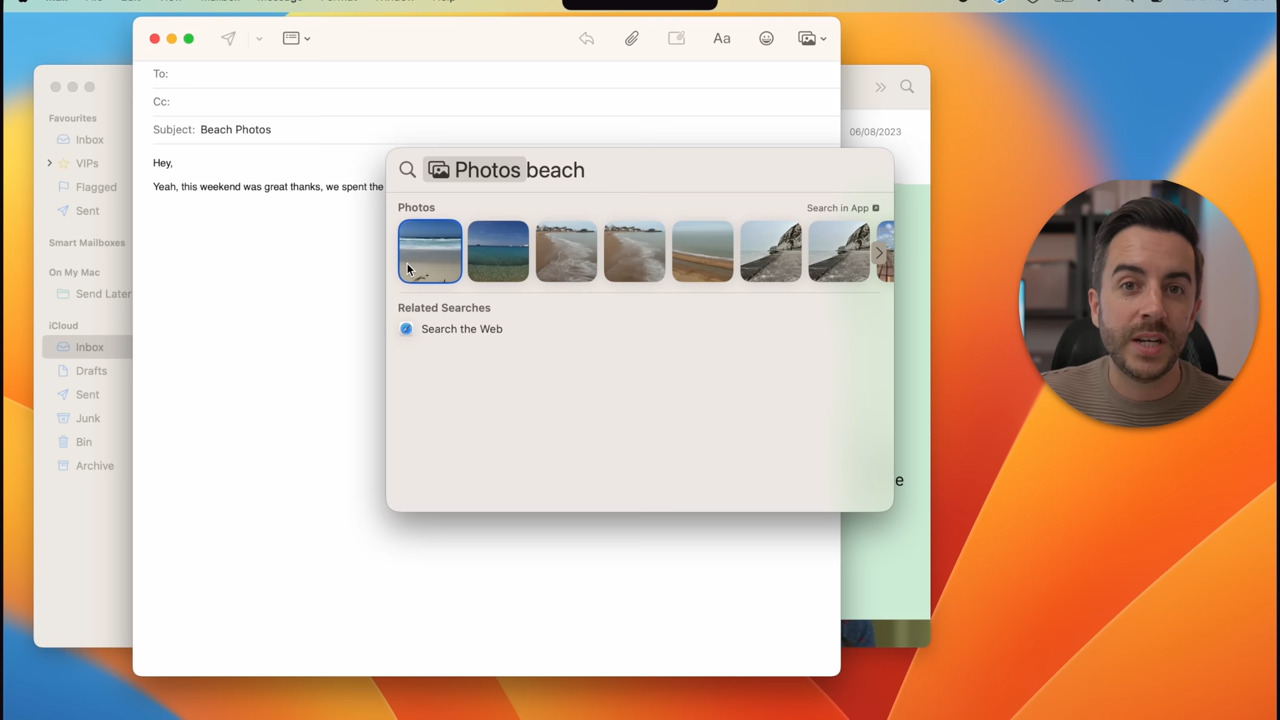 To:
Cc:
Subject: Beach Photos
Hey,
Yeah, this weekend was great thanks, we spent the
Photos beach
Photos
Search in App
Related Searches
Search the Web
Favourites
Inbox
VIPs
Flagged
Sent
Smart Mailboxes
On My Mac
Send Later
iCloud
Inbox
Drafts
Sent
Junk
Bin
Archive
Aa
06/08/2023
e